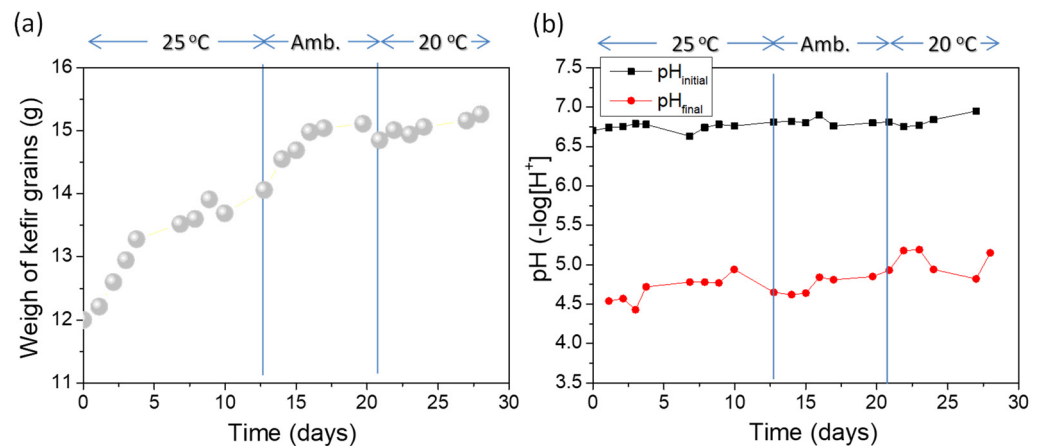 (a)
25 °C Amb. 20 °C
16
15
14
13
12
11
0 5 10 15 20 25 30
Weigh of kefir grains (g)
Time (days)
(b)
25 °C Amb. 20 °C
pHinitial
pHfinal
7.5
7.0
6.5
6.0
5.5
5.0
4.5
4.0
3.5
0 5 10 15 20 25 30
pH (-log[H+]
Time (days)